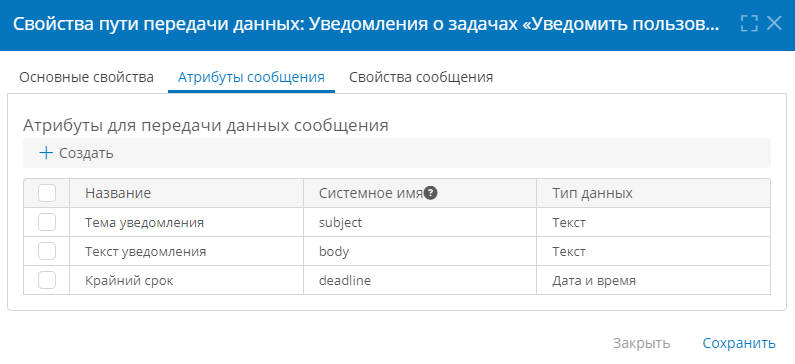 Свойства пути передачи данных: Уведомления о задачах «Уведомить пользов...
Основные свойства Атрибуты сообщения Свойства сообщения
Атрибуты для передачи данных сообщения
+ Создать
Название Системное имя ? Тип данных
Тема уведомления subject Текст
Текст уведомления body Текст
Крайний срок deadline Дата и время
Закрыть Сохранить